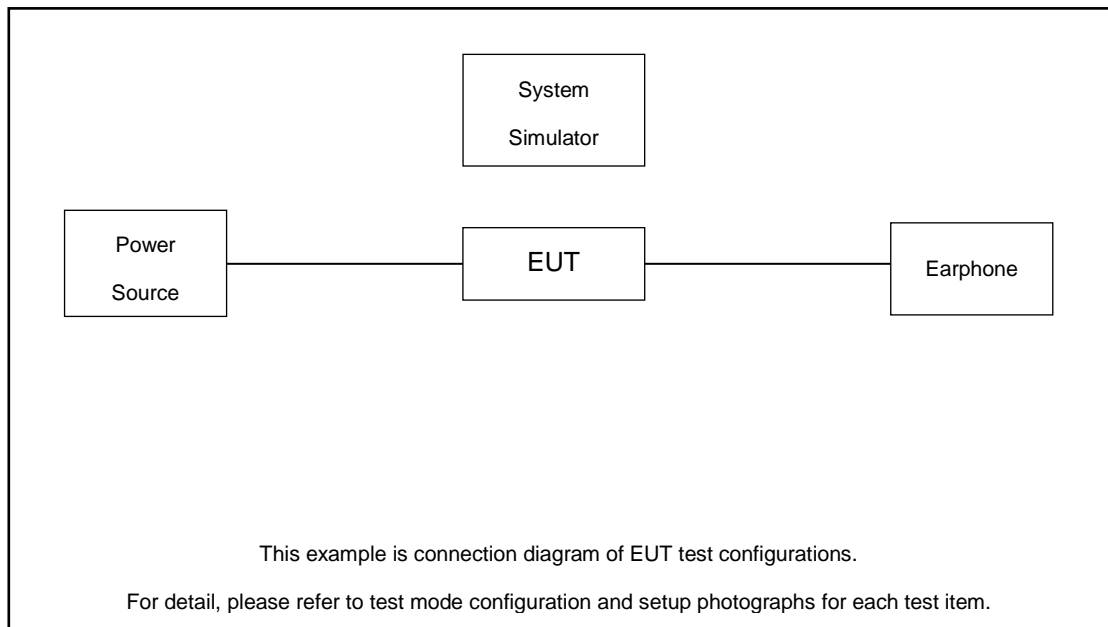 System
Simulator
Power
Source
EUT
Earphone
This example is connection diagram of EUT test configurations.
For detail, please refer to test mode configuration and setup photographs for each test item.